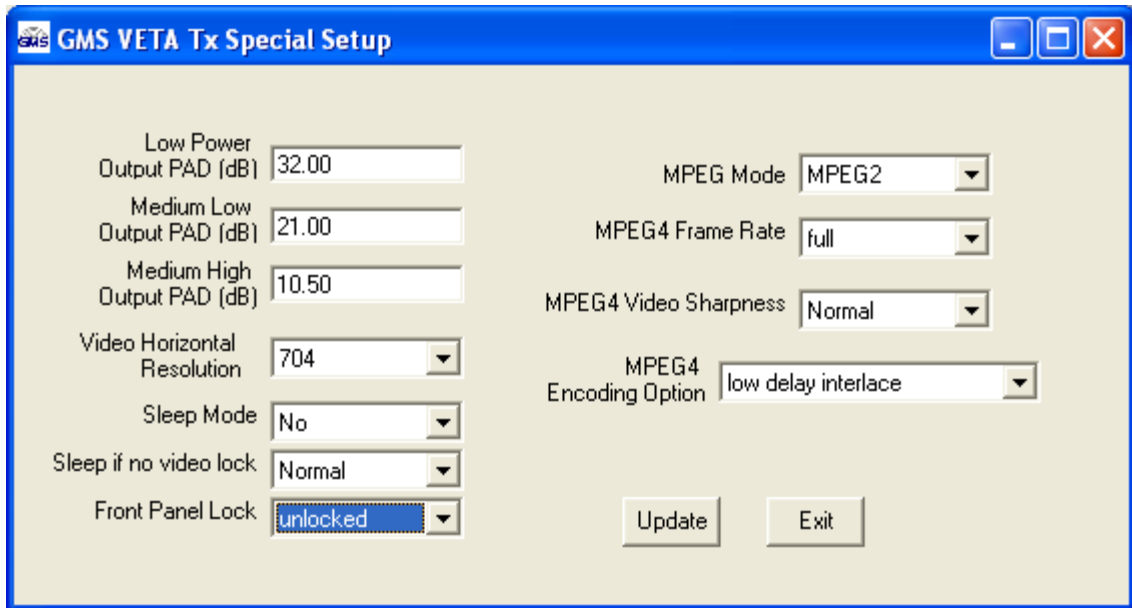 GMS GMS VETA Tx Special Setup
Low Power
Output PAD (dB) 32.00
Medium Low
Output PAD (dB) 21.00
Medium High
Output PAD (dB) 10.50
Video Horizontal
Resolution 704
Sleep Mode No
Sleep if no video lock Normal
Front Panel Lock unlocked
MPEG Mode MPEG2
MPEG4 Frame Rate full
MPEG4 Video Sharpness Normal
MPEG4
Encoding Option low delay interlace
Update Exit